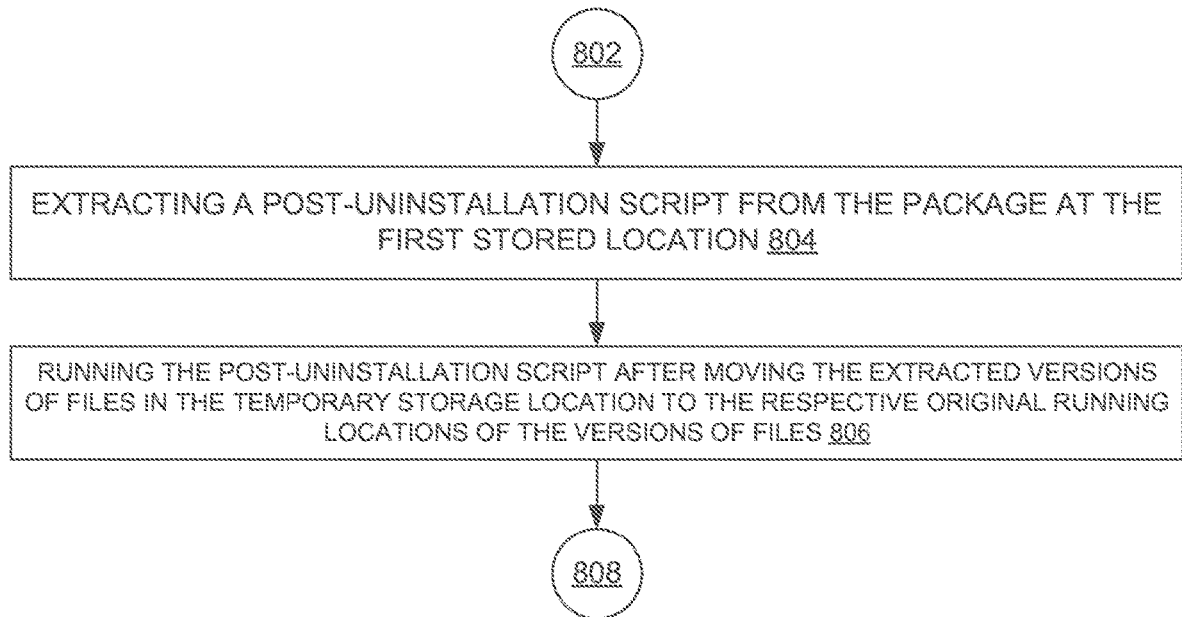 802
EXTRACTING A POST-UNINSTALLATION SCRIPT FROM THE PACKAGE AT THE
FIRST STORED LOCATION 804
RUNNING THE POST-UNINSTALLATION SCRIPT AFTER MOVING THE EXTRACTED VERSIONS
OF FILES IN THE TEMPORARY STORAGE LOCATION TO THE RESPECTIVE ORIGINAL RUNNING
LOCATIONS OF THE VERSIONS OF FILES 806
808